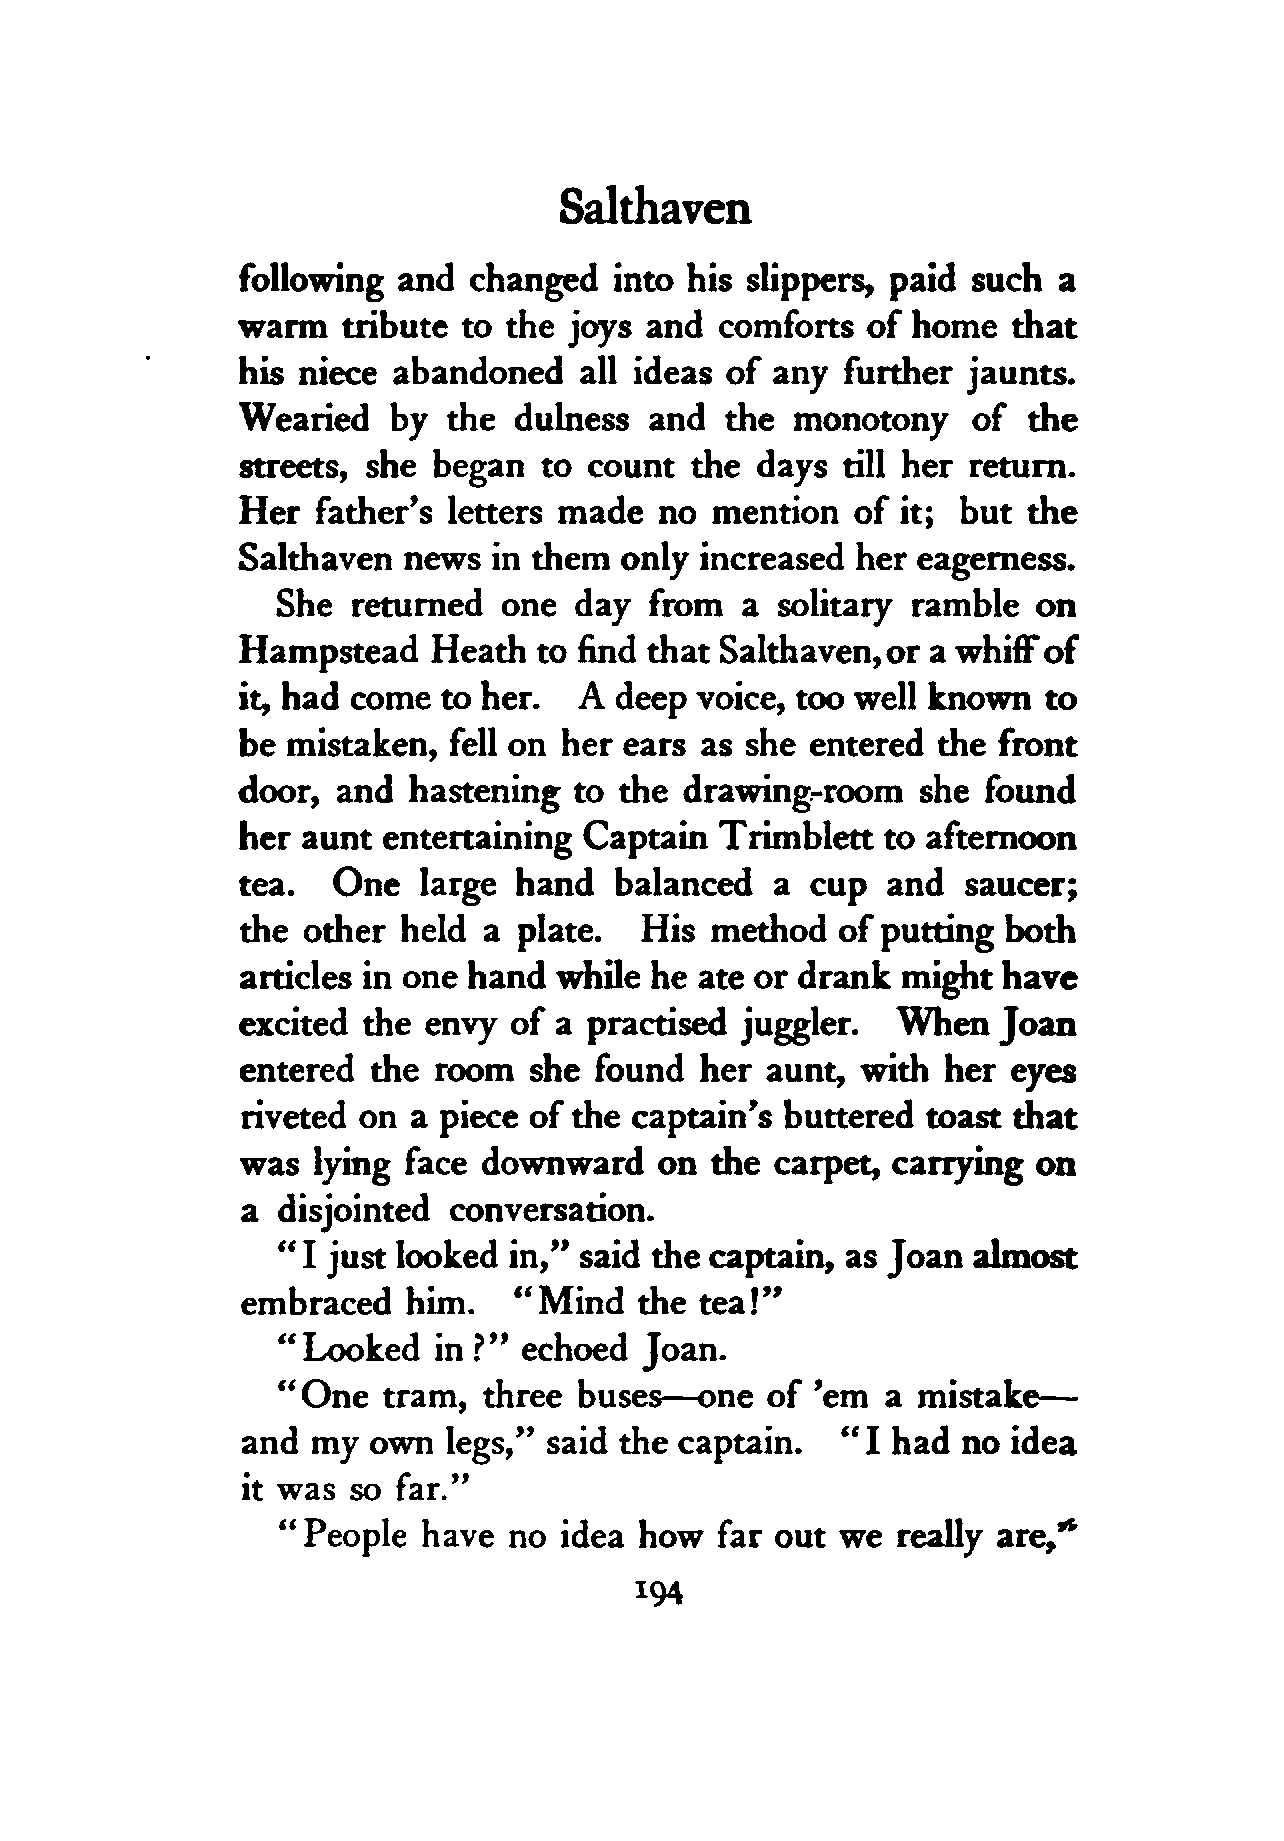 Salthaven
following and changed into his slippers, paid such a
warm tribute to the joys and comforts of home that
his niece abandoned all ideas of any further jaunts.
Wearied by the dulness and the monotony of the
streets, she began to count the days till her return.
Her father's letters made no mention of it; but the
Salthaven news in them only increased her eagerness.
She returned one day from a solitary ramble on
Hampstead Heath to find that Salthaven, or a whiff of
it, had come to her. A deep voice, too well known to
be mistaken, fell on her ears as she entered the front
door, and hastening to the drawing-room she found
her aunt entertaining Captain Trimblett to afternoon
tea. One large hand balanced a cup and saucer;
the other held a plate. His method of putting both
articles in one hand while he ate or drank might have
excited the envy of a practised juggler. When Joan
entered the room she found her aunt, with her eyes
riveted on a piece of the captain's buttered toast that
was lying face downward on the carpet, carrying on
a disjointed conversation.
"I just looked in," said the captain, as Joan almost
embraced him. "Mind the tea!"
"Looked in?" echoed Joan.
"One tram, three buses—one of 'em a mistake—
and my own legs," said the captain. "I had no idea
it was so far."
"People have no idea how far out we really are,"
194